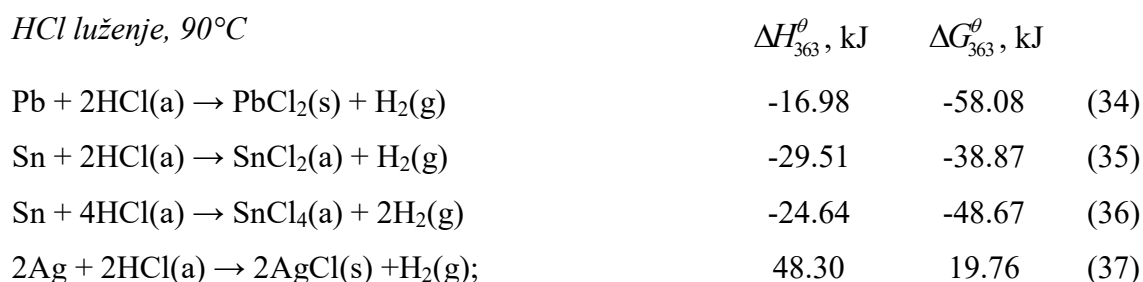 HCl luženje, 90°C ΔH^θ_363, kJ ΔG^θ_363, kJ
Pb + 2HCl(a) → PbCl₂(s) + H₂(g) -16.98 -58.08 (34)
Sn + 2HCl(a) → SnCl₂(a) + H₂(g) -29.51 -38.87 (35)
Sn + 4HCl(a) → SnCl₄(a) + 2H₂(g) -24.64 -48.67 (36)
2Ag + 2HCl(a) → 2AgCl(s) +H₂(g); 48.30 19.76 (37)